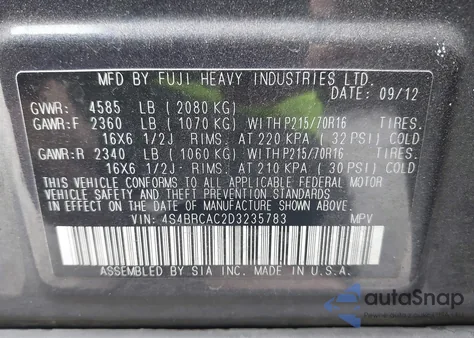 MFD BY FUJI HEAVY INDUSTRIES LTD.
DATE: 09/12
GVWR: 4585 LB (2080 KG)
GAWR:F 2360 LB (1070 KG) WITH P215/70R16 TIRES.
16X6 1/2J RIMS. AT 220 KPA (32 PSI) COLD
GAWR:R 2340 LB (1060 KG) WITH P215/70R16 TIRES.
16X6 1/2J RIMS. AT 210 KPA (30 PSI) COLD
THIS VEHICLE CONFORMS TO ALL APPLICABLE FEDERAL MOTOR
VEHICLE SAFETY AND THEFT PREVENTION STANDARDS
IN EFFECT ON THE DATE OF MANUFACTURE SHOWN ABOVE.
VIN: 4S4BRCAC2D3235783 MPV
ASSEMBLED BY SIA INC. MADE IN U.S.A.
autoSnap